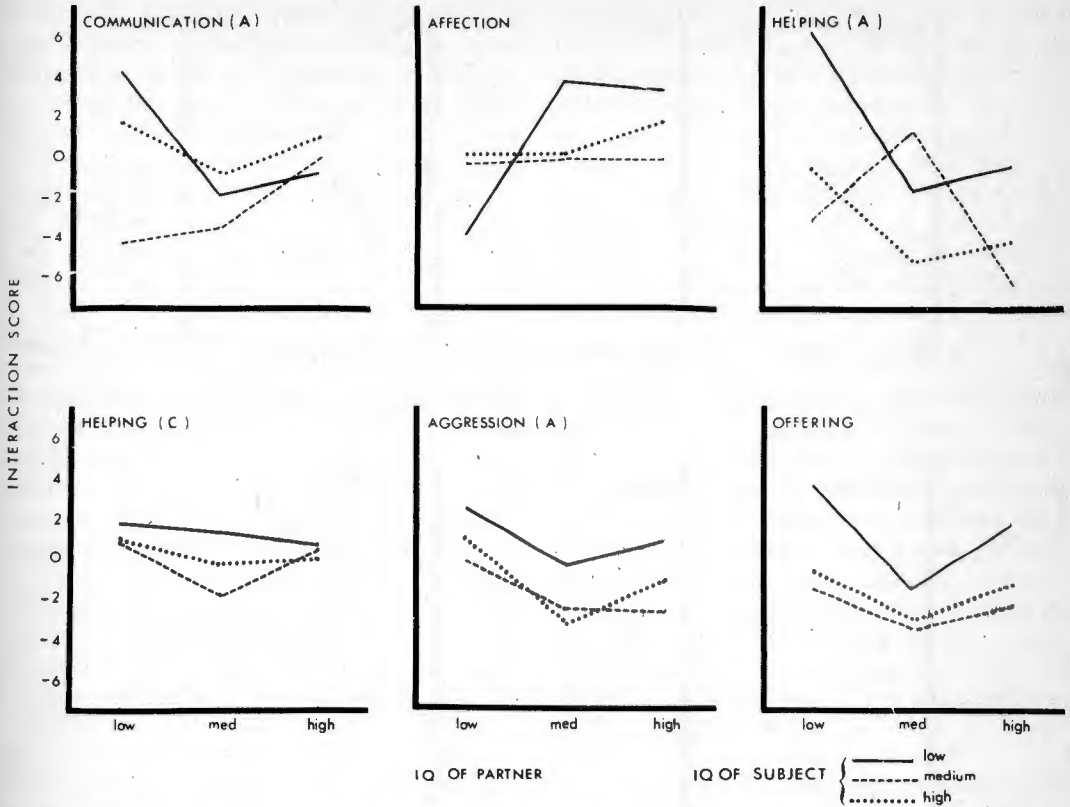 COMMUNICATION (A)
AFFECTION
HELPING (A)
6
4
2
0
-2
-4
-6
INTERACTION SCORE
HELPING (C)
AGGRESSION (A)
OFFERING
6
4
2
0
-2
-4
-6
low med high
low med high
low med high
IQ OF PARTNER
IQ OF SUBJECT
low
medium
high